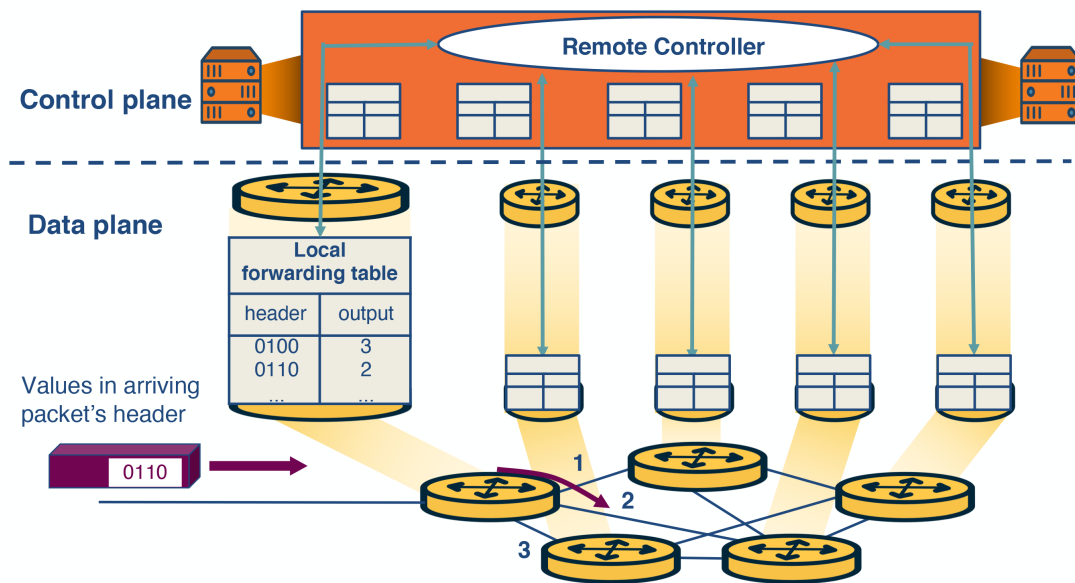 Remote Controller
Control plane
Data plane
Local
forwarding table
header output
0100 3
0110 2
... ...
Values in arriving
packet's header
0110
1
2
3